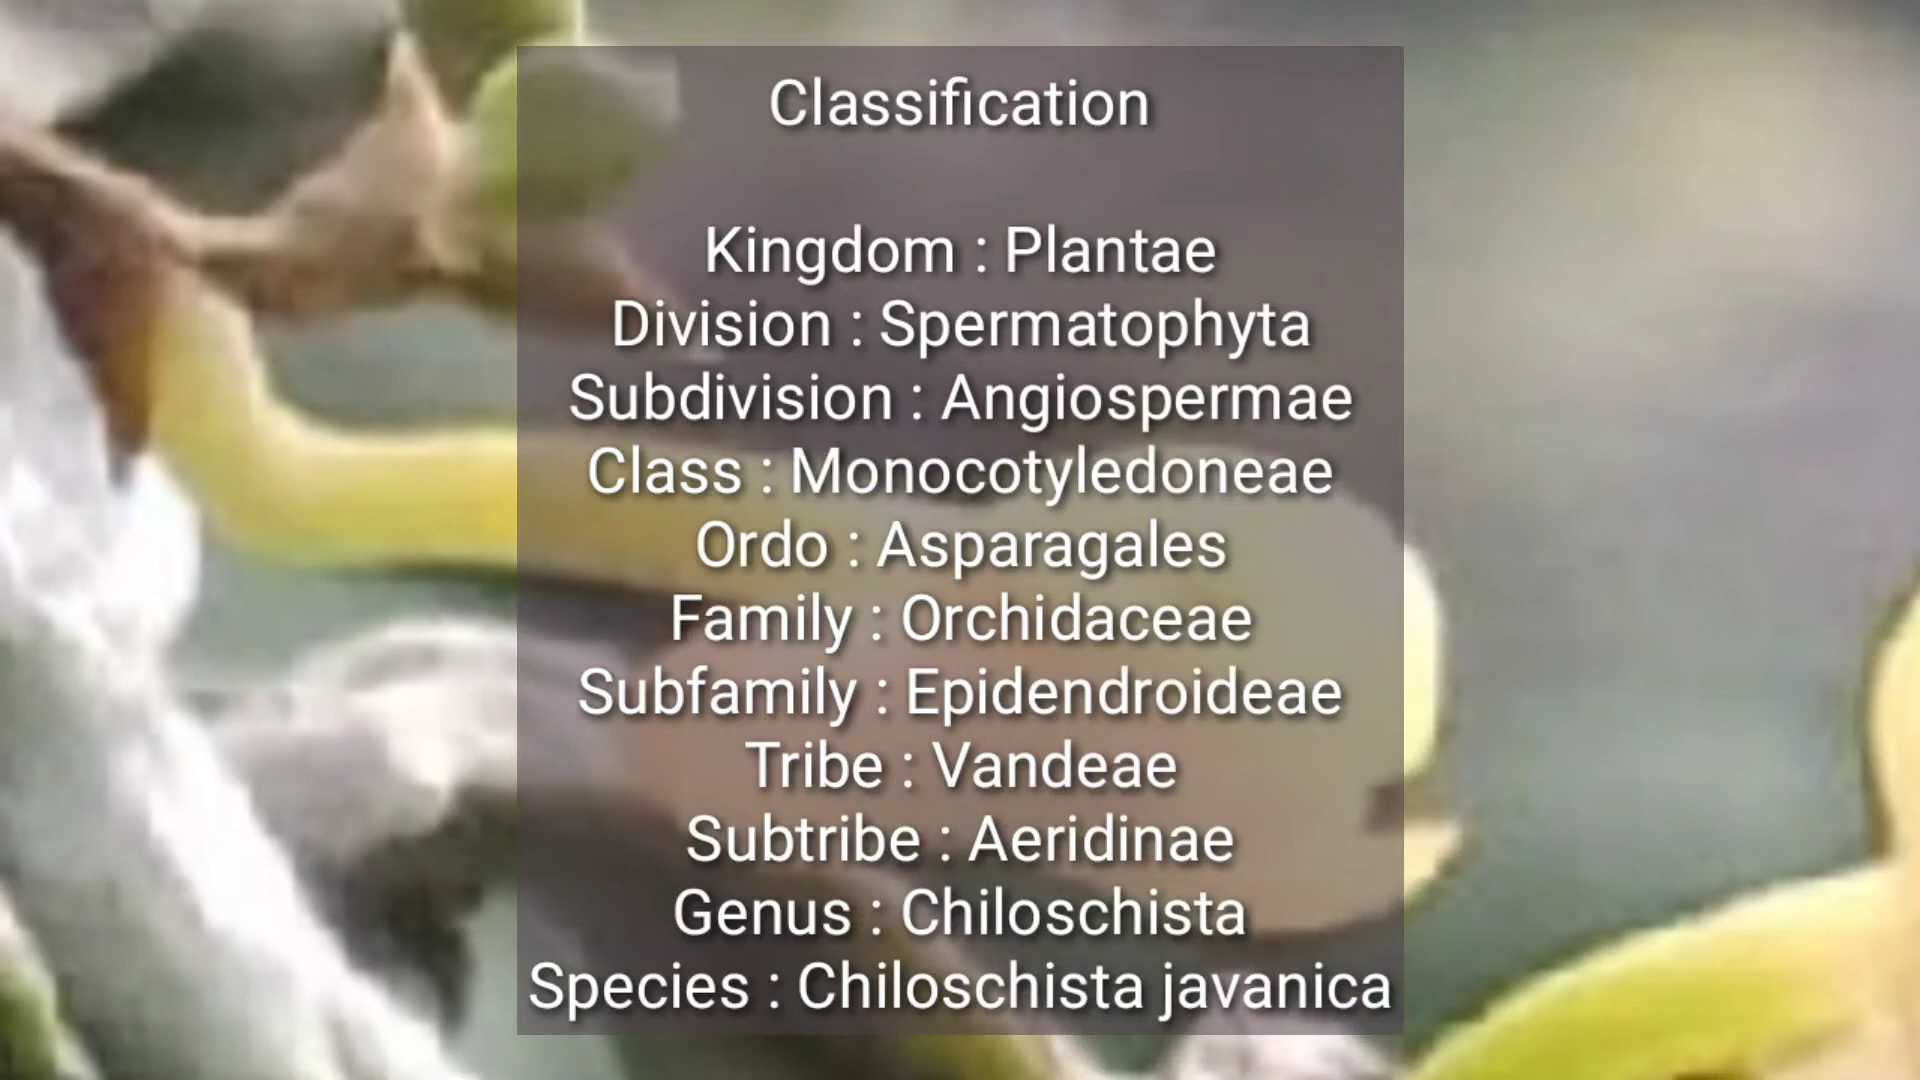 Classification
Kingdom : Plantae
Division : Spermatophyta
Subdivision : Angiospermae
Class : Monocotyledoneae
Ordo : Asparagales
Family : Orchidaceae
Subfamily : Epidendroideae
Tribe : Vandeae
Subtribe : Aeridinae
Genus : Chiloschista
Species : Chiloschista javanica